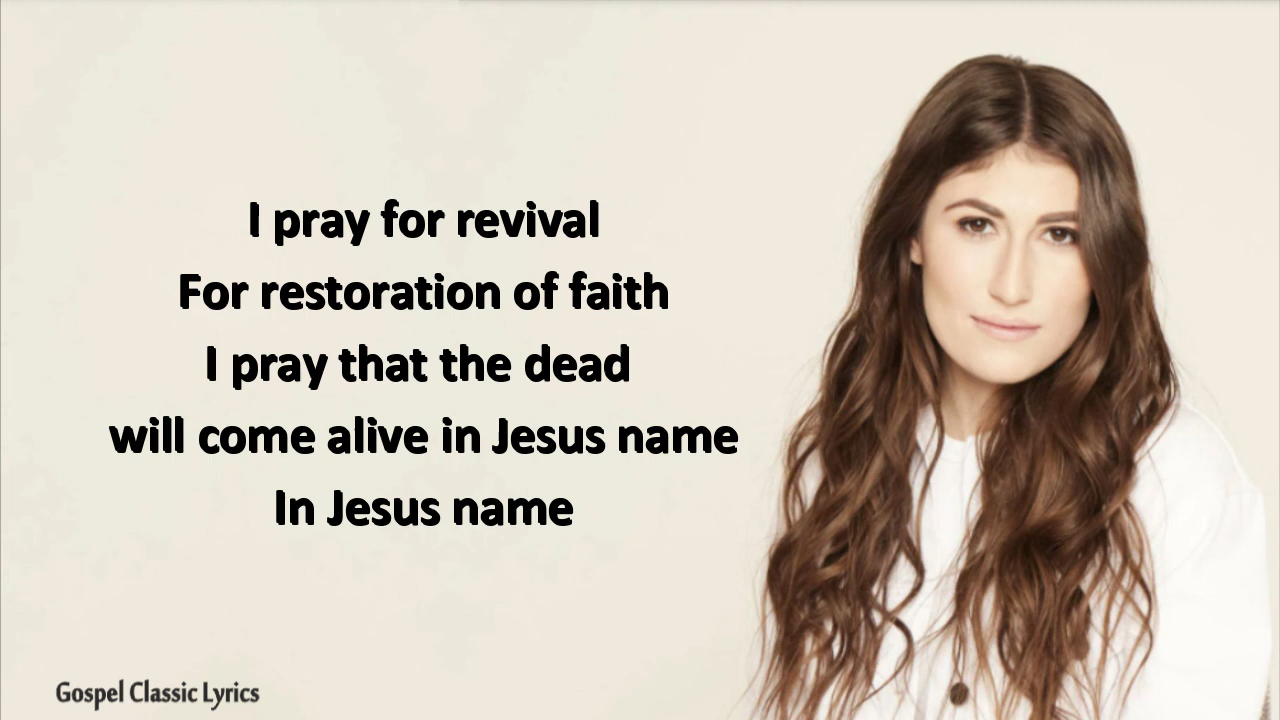 I pray for revival
For restoration of faith
I pray that the dead
will come alive in Jesus name
In Jesus name
Gospel Classic Lyrics